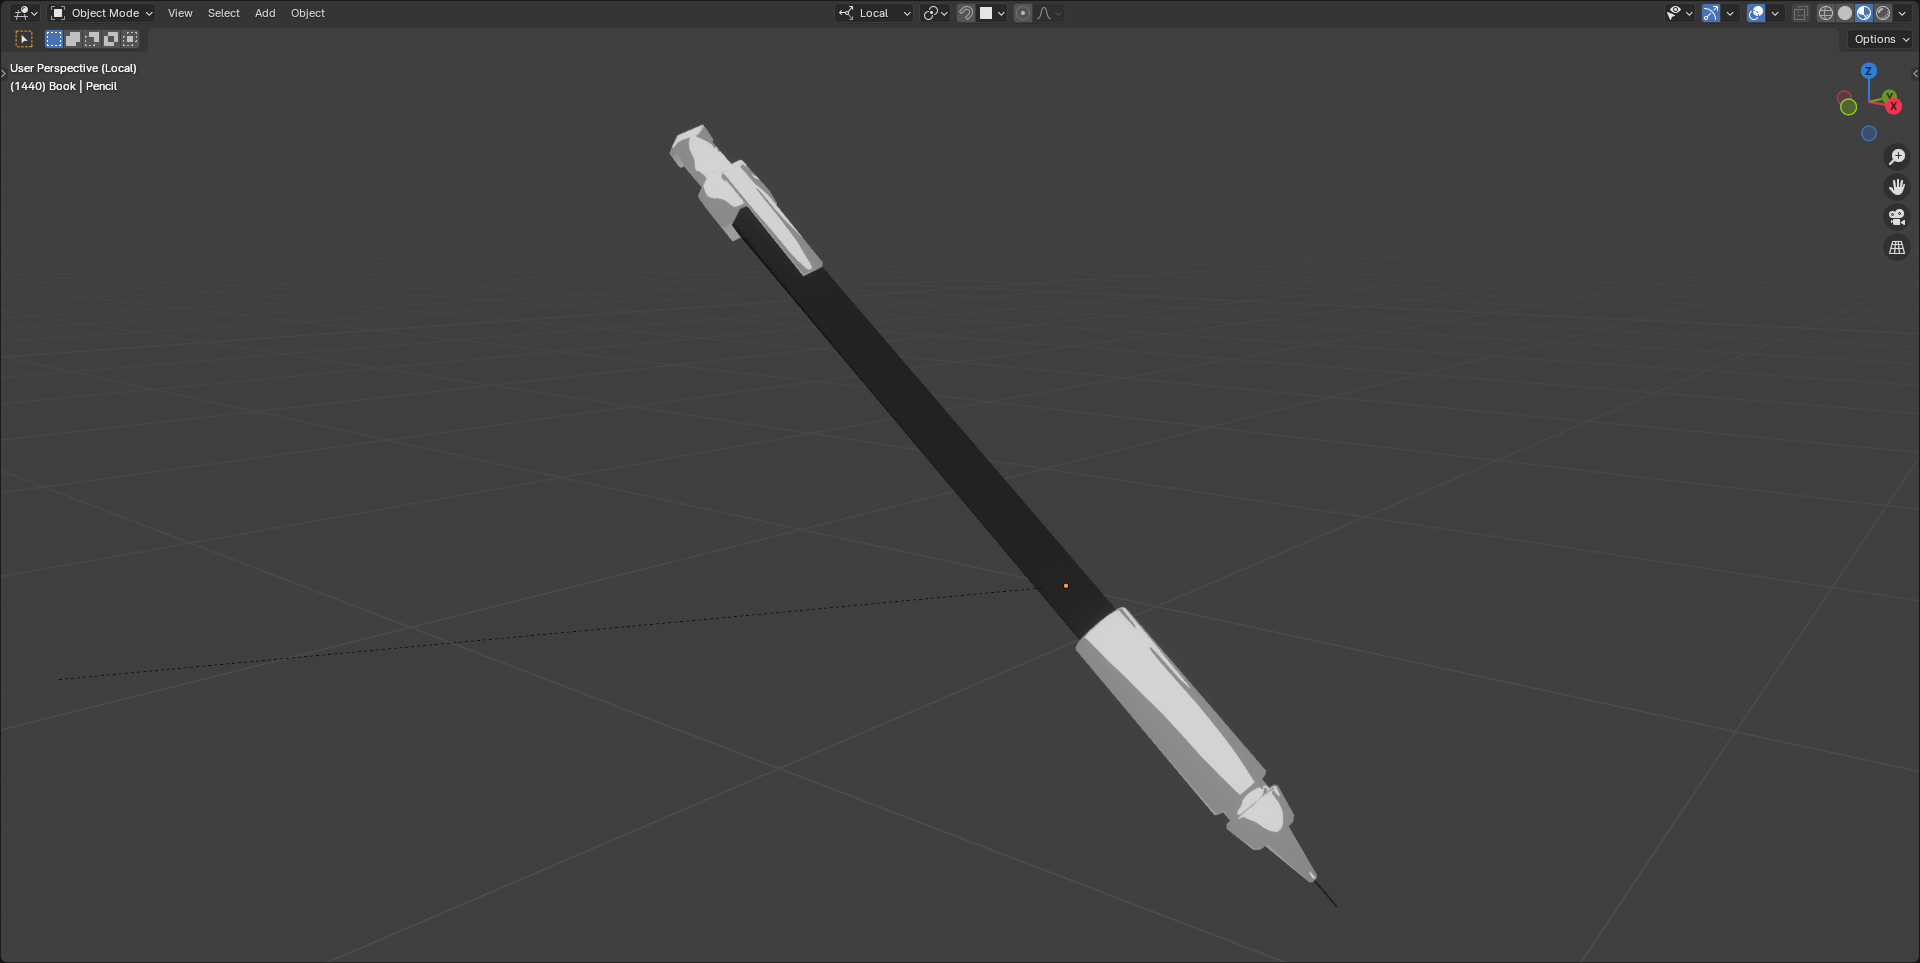 Object Mode View Select Add Object Local
Options
User Perspective (Local)
(1440) Book | Pencil
Z
Y
X